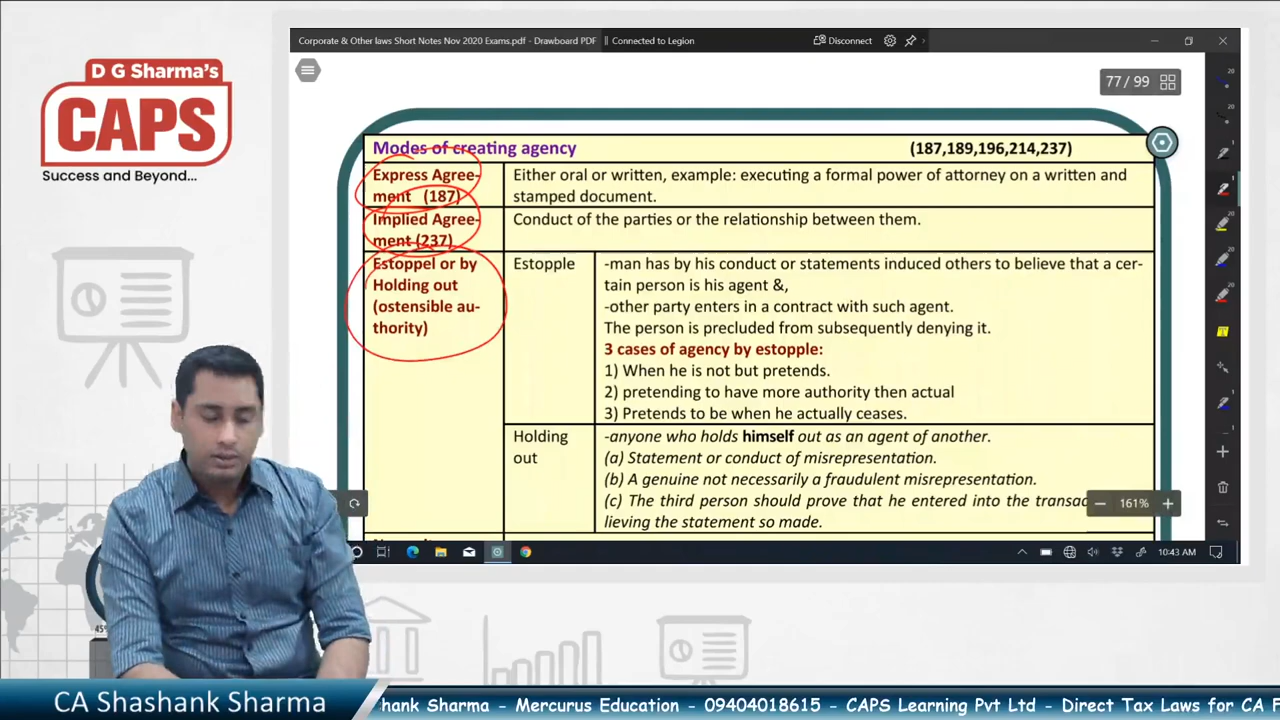 D G Sharma's
CAPS
Success and Beyond...
Corporate & Other laws Short Notes Nov 2020 Exams.pdf - Drawboard PDF
Connected to Legion
Disconnect
77 / 99
Modes of creating agency (187,189,196,214,237)
Express Agree-
ment (187)
Either oral or written, example: executing a formal power of attorney on a written and
stamped document.
Implied Agree-
ment (237)
Conduct of the parties or the relationship between them.
Estoppel or by
Holding out
(ostensible au-
thority)
Estopple
-man has by his conduct or statements induced others to believe that a cer-
tain person is his agent &,
-other party enters in a contract with such agent.
The person is precluded from subsequently denying it.
3 cases of agency by estopple:
1) When he is not but pretends.
2) pretending to have more authority then actual
3) Pretends to be when he actually ceases.
Holding
out
-anyone who holds himself out as an agent of another.
(a) Statement or conduct of misrepresentation.
(b) A genuine not necessarily a fraudulent misrepresentation.
(c) The third person should prove that he entered into the transac
lieving the statement so made.
161%
10:43 AM
45%
CA Shashank Sharma
hank Sharma - Mercurus Education - 09404018615 - CAPS Learning Pvt Ltd - Direct Tax Laws for CA F